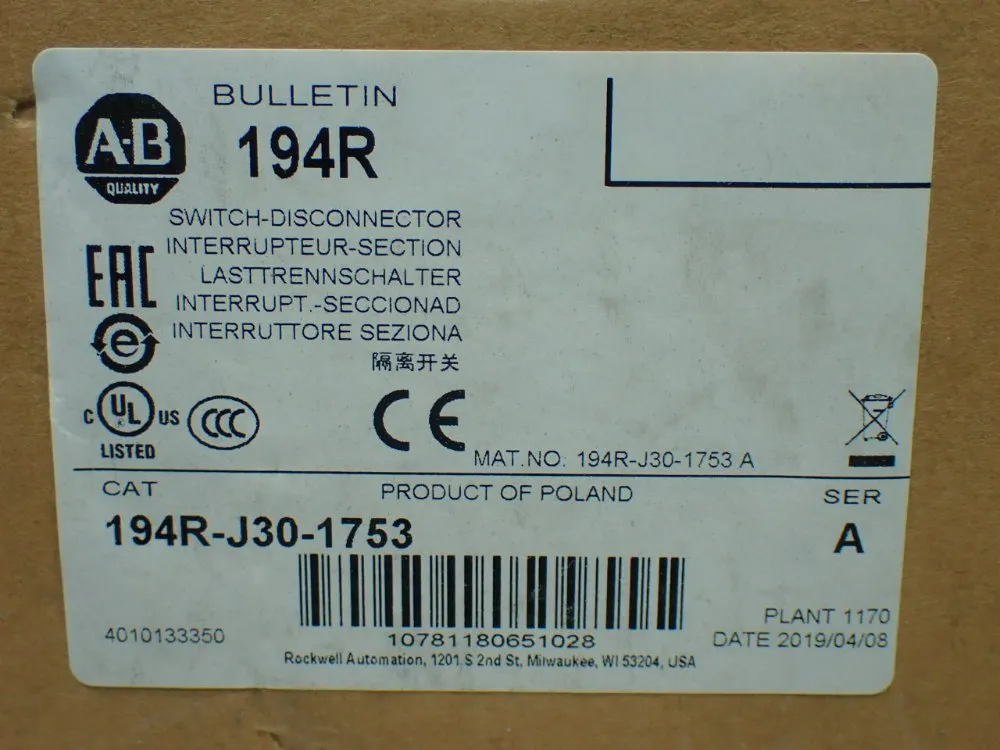 BULLETIN
A-B
QUALITY
194R
SWITCH-DISCONNECTOR
INTERRUPTEUR-SECTION
LASTTRENNSCHALTER
INTERRUPT.-SECCIONAD
INTERRUTTORE SEZIONA
隔离开关
EAC
e
C UL US
LISTED
CCC
CE
MAT.NO. 194R-J30-1753 A
CAT
PRODUCT OF POLAND
SER
194R-J30-1753
A
4010133350
10781180651028
PLANT 1170
DATE 2019/04/08
Rockwell Automation, 1201 S 2nd St, Milwaukee, WI 53204, USA